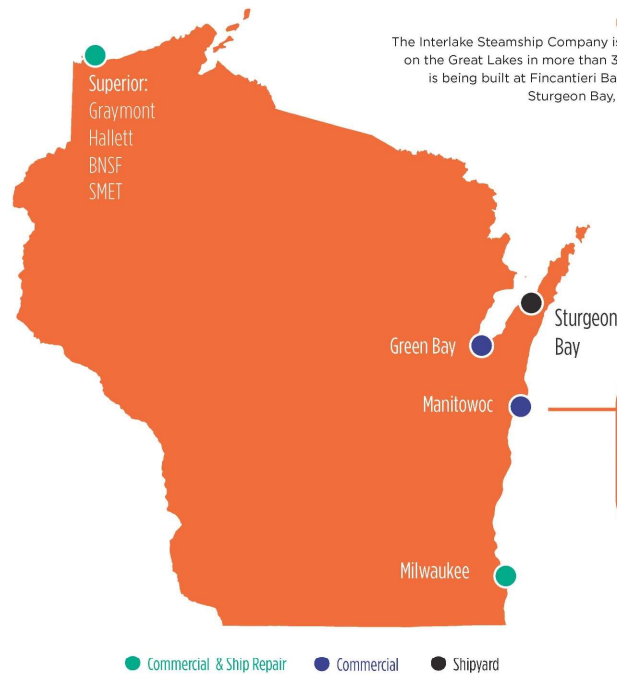 The Interlake Steamship Company is
on the Great Lakes in more than 3
is being built at Fincantieri Ba
Sturgeon Bay,
Superior:
Graymont
Hallett
BNSF
SMET
Sturgeon
Bay
Green Bay
Manitowoc
Milwaukee
Commercial & Ship Repair
Commercial
Shipyard